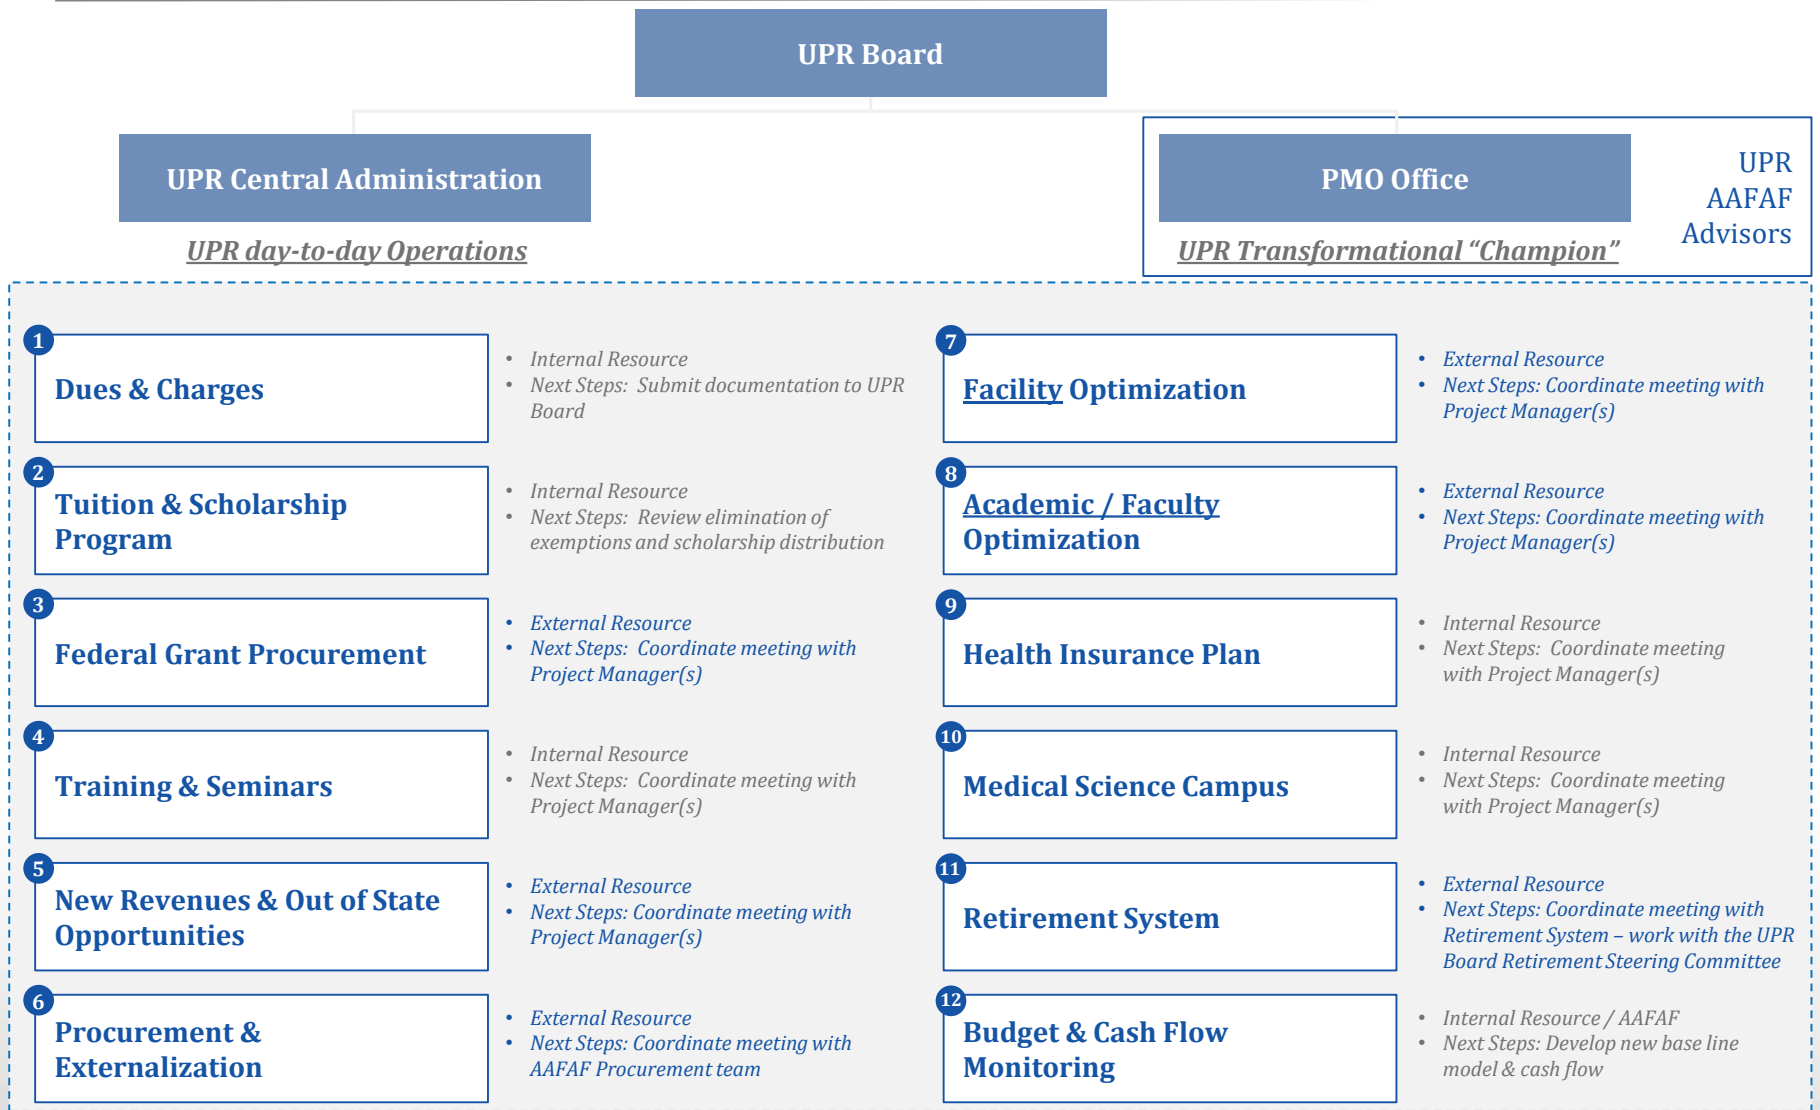 UPR Board
UPR Central Administration
PMO Office
UPR
AAFAF
Advisors
UPR day-to-day Operations
UPR Transformational “Champion”
1
Dues & Charges
• Internal Resource
• Next Steps: Submit documentation to UPR
Board
2
Tuition & Scholarship
Program
• Internal Resource
• Next Steps: Review elimination of
exemptions and scholarship distribution
3
Federal Grant Procurement
• External Resource
• Next Steps: Coordinate meeting with
Project Manager(s)
4
Training & Seminars
• Internal Resource
• Next Steps: Coordinate meeting with
Project Manager(s)
5
New Revenues & Out of State
Opportunities
• External Resource
• Next Steps: Coordinate meeting with
Project Manager(s)
6
Procurement &
Externalization
• External Resource
• Next Steps: Coordinate meeting with
AAFAF Procurement team
7
Facility Optimization
• External Resource
• Next Steps: Coordinate meeting with
Project Manager(s)
8
Academic / Faculty
Optimization
• External Resource
• Next Steps: Coordinate meeting with
Project Manager(s)
9
Health Insurance Plan
• Internal Resource
• Next Steps: Coordinate meeting
with Project Manager(s)
10
Medical Science Campus
• Internal Resource
• Next Steps: Coordinate meeting
with Project Manager(s)
11
Retirement System
• External Resource
• Next Steps: Coordinate meeting with
Retirement System – work with the UPR
Board Retirement Steering Committee
12
Budget & Cash Flow
Monitoring
• Internal Resource / AAFAF
• Next Steps: Develop new base line
model & cash flow